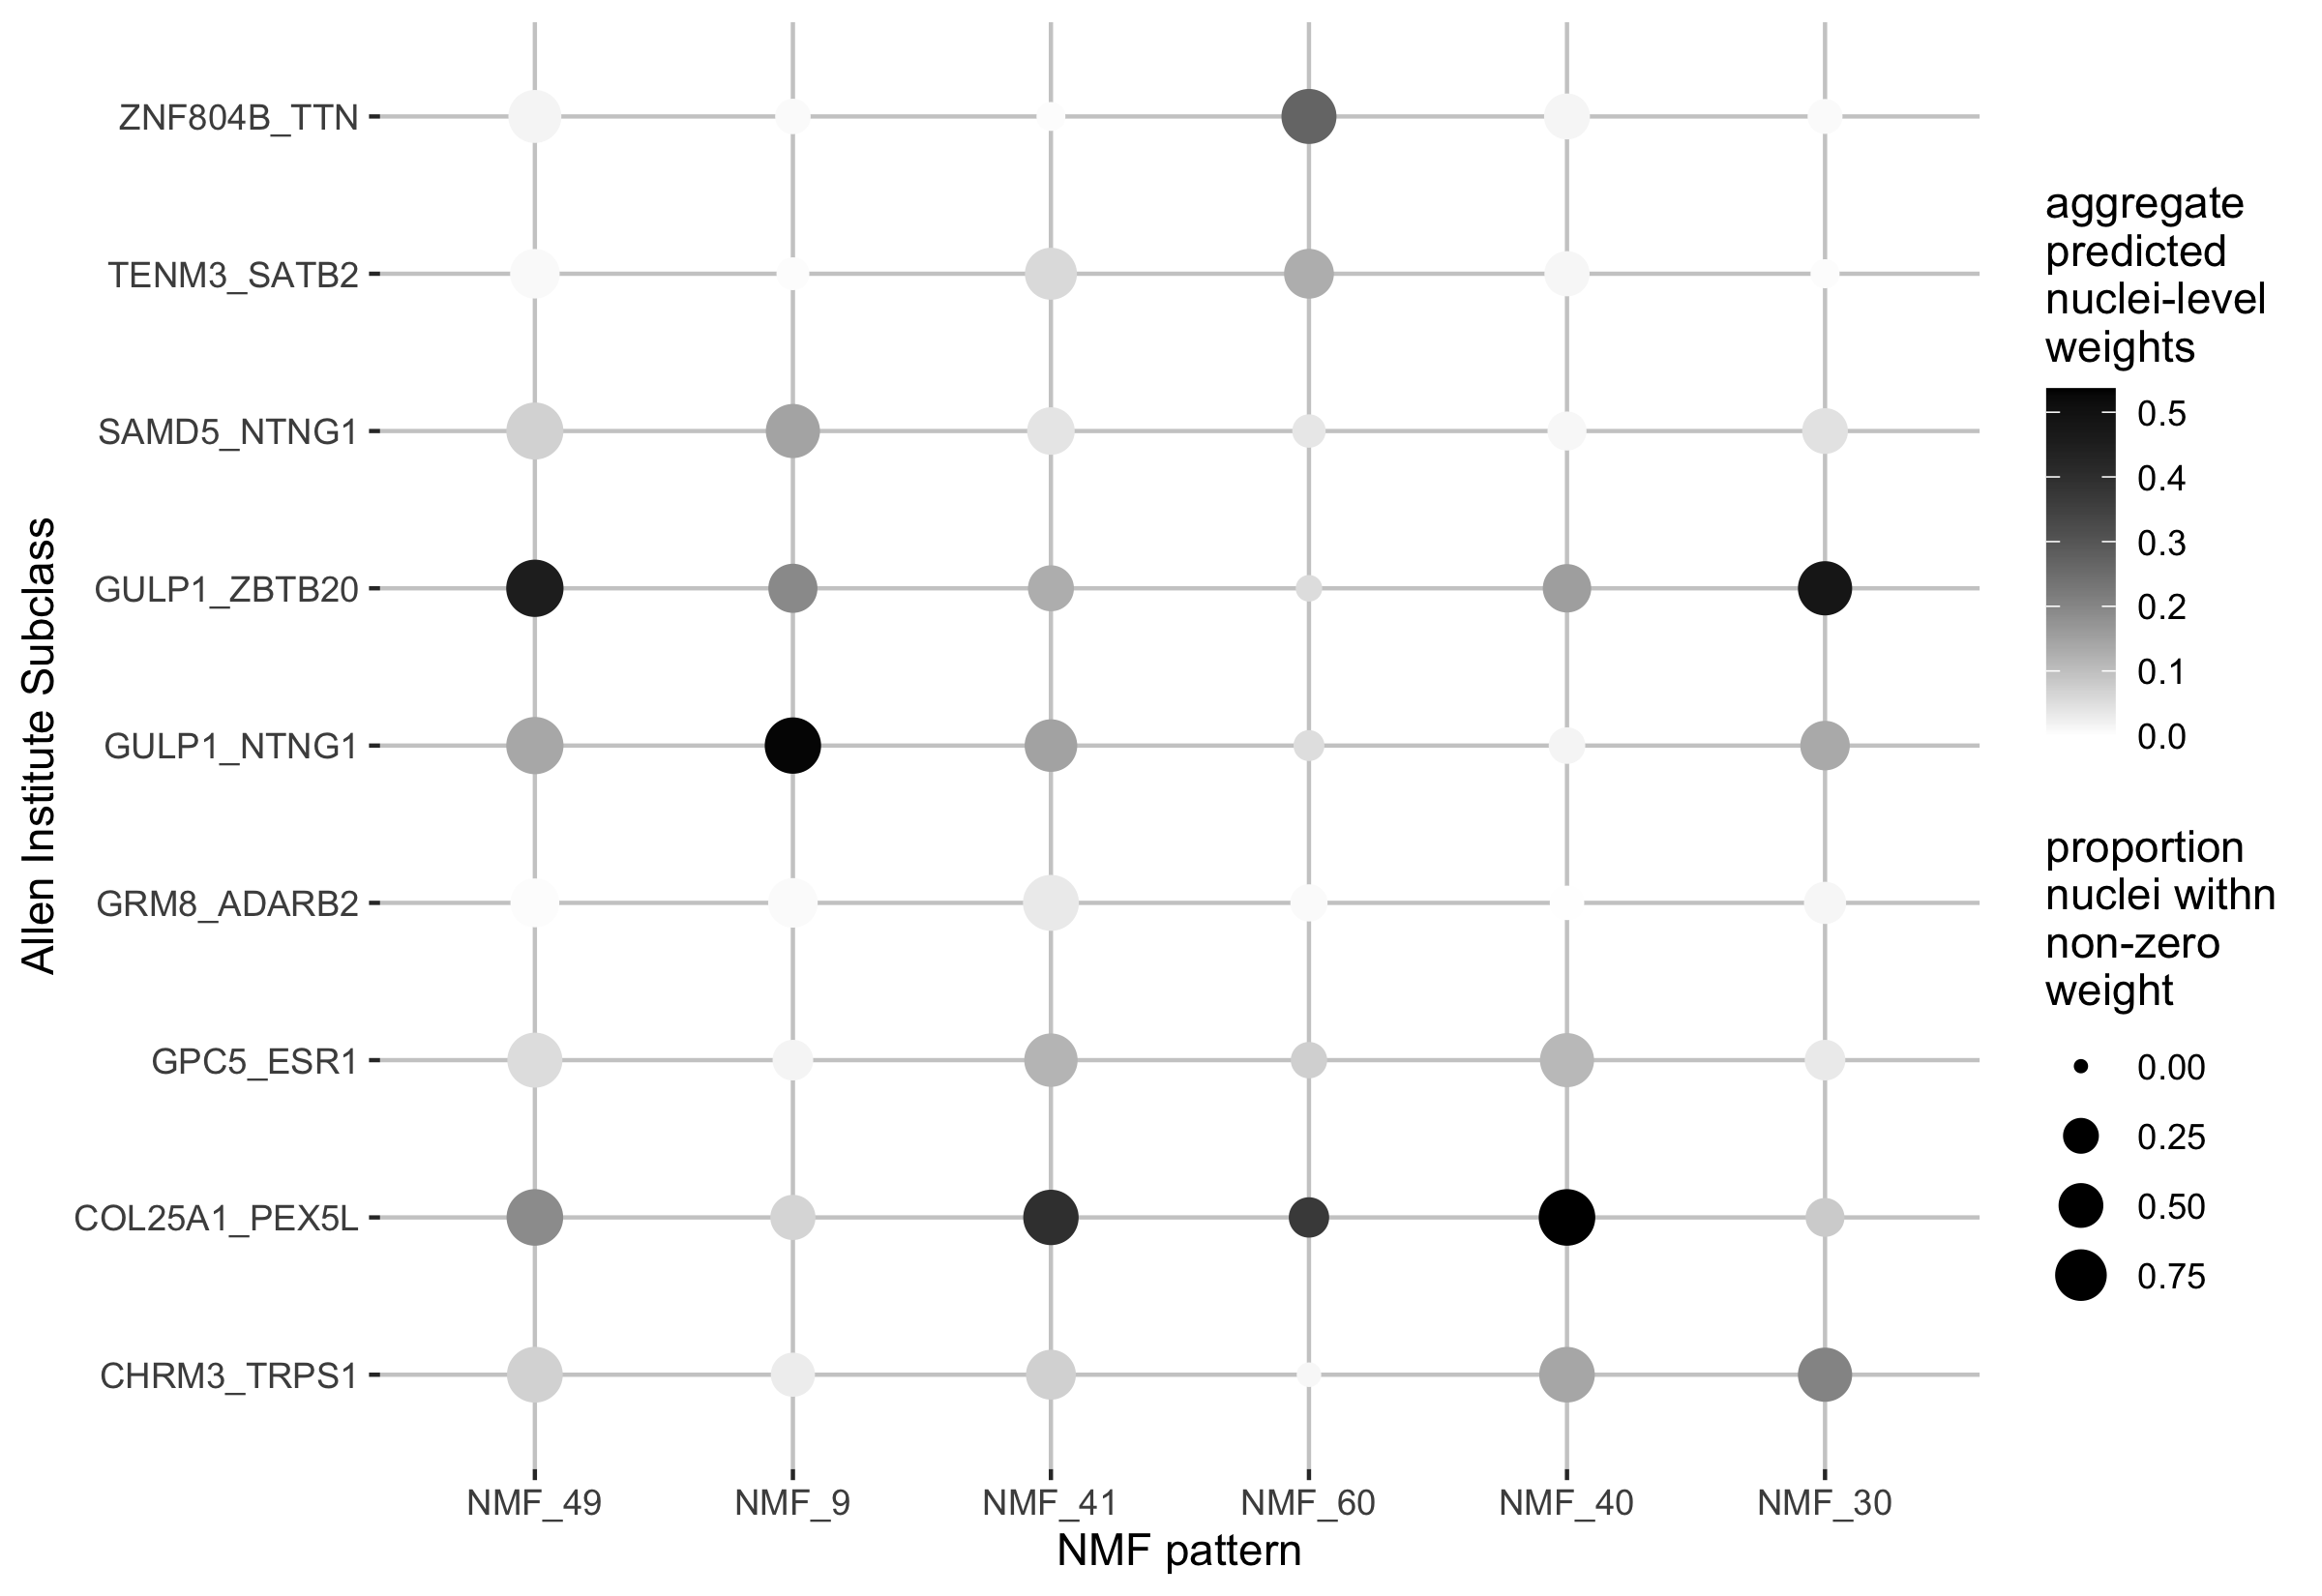 Allen Institute Subclass
ZNF804B_TTN
TENM3_SATB2
SAMD5_NTNG1
GULP1_ZBTB20
GULP1_NTNG1
GRM8_ADARB2
GPC5_ESR1
COL25A1_PEX5L
CHRM3_TRPS1
NMF_49
NMF_9
NMF_41
NMF_60
NMF_40
NMF_30
NMF pattern
aggregate
predicted
nuclei-level
weights
0.5
0.4
0.3
0.2
0.1
0.0
proportion
nuclei withn
non-zero
weight
0.00
0.25
0.50
0.75